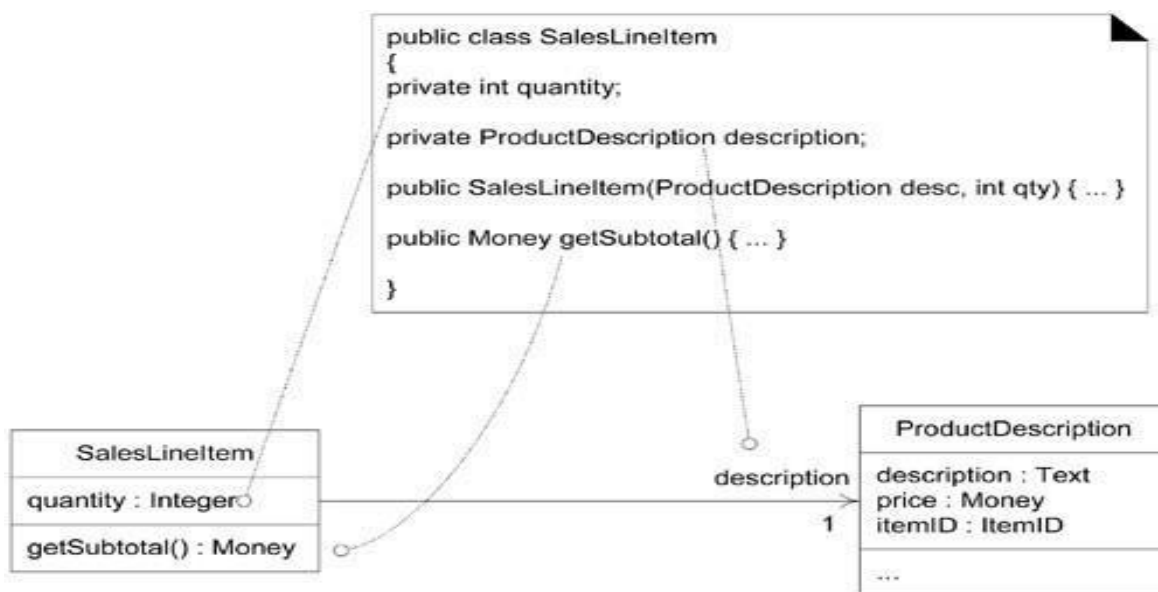 public class SalesLineItem
{
private int quantity;
private ProductDescription description;
public SalesLineItem(ProductDescription desc, int qty) { ... }
public Money getSubtotal() { ... }
}
SalesLineItem
quantity : Integer
getSubtotal() : Money
description
1
ProductDescription
description : Text
price : Money
itemID : ItemID
...